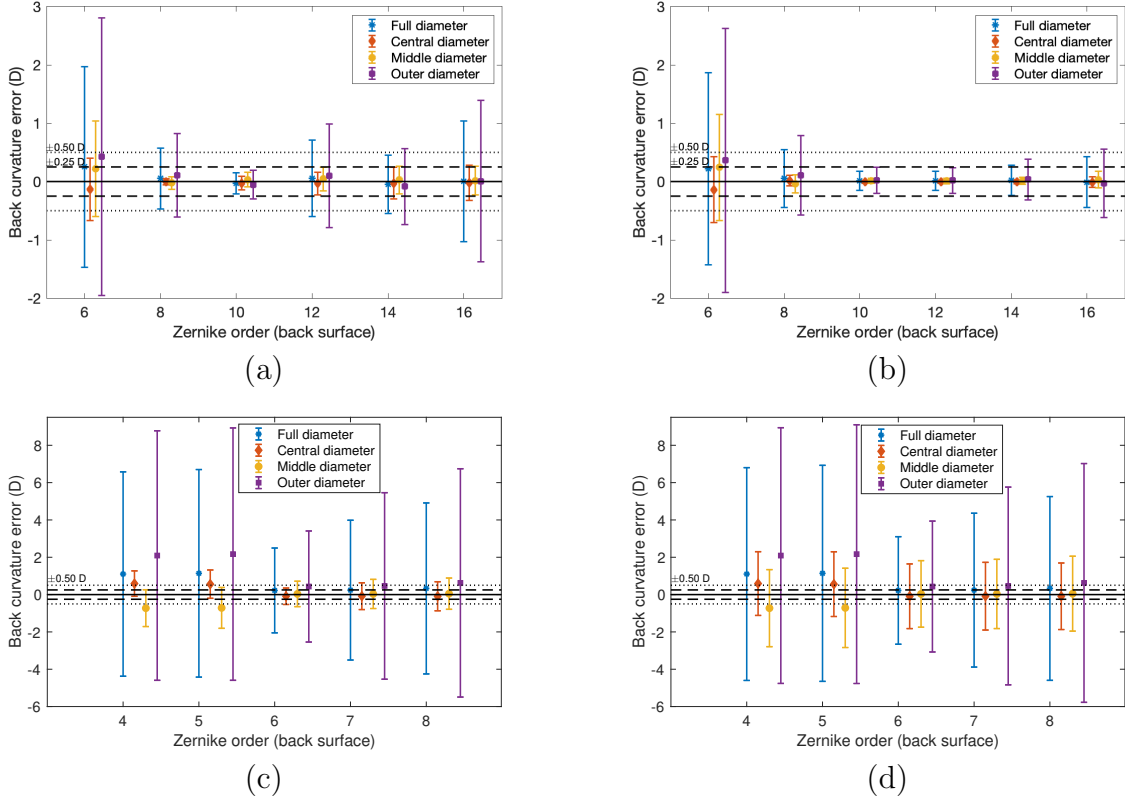 3
2
1
0
-1
-2
Back curvature error (D)
±0.50 D
±0.25 D
Full diameter
Central diameter
Middle diameter
Outer diameter
6 8 10 12 14 16
Zernike order (back surface)
(a)
3
2
1
0
-1
-2
Back curvature error (D)
±0.50 D
±0.25 D
Full diameter
Central diameter
Middle diameter
Outer diameter
6 8 10 12 14 16
Zernike order (back surface)
(b)
8
6
4
2
0
-2
-4
-6
Back curvature error (D)
±0.50 D
Full diameter
Central diameter
Middle diameter
Outer diameter
4 5 6 7 8
Zernike order (back surface)
(c)
8
6
4
2
0
-2
-4
-6
Back curvature error (D)
±0.50 D
Full diameter
Central diameter
Middle diameter
Outer diameter
4 5 6 7 8
Zernike order (back surface)
(d)